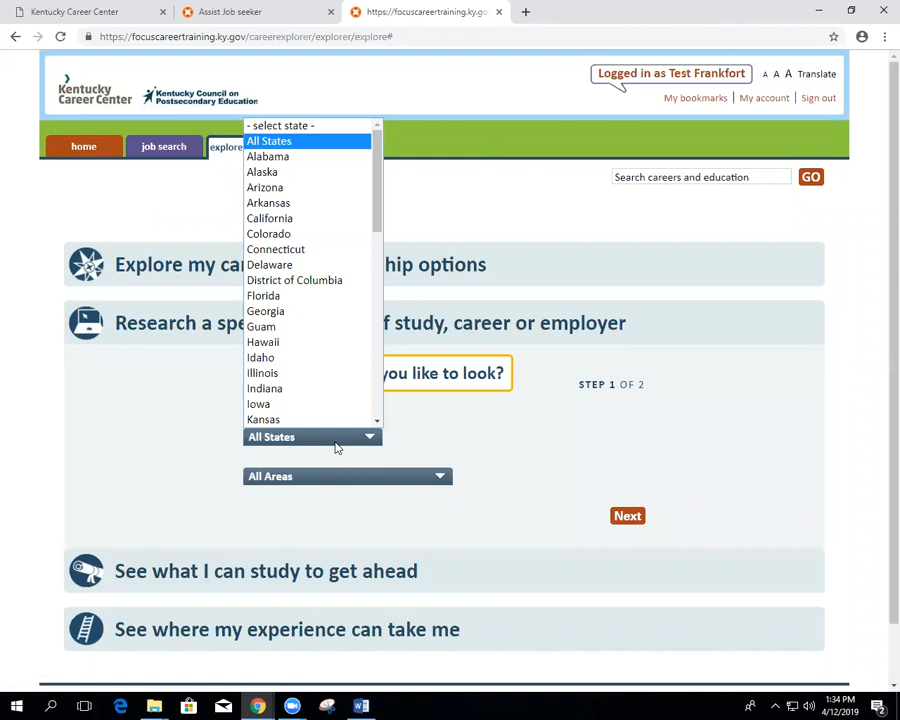 Kentucky Career Center
Assist Job seeker
https://focuscareertraining.ky.go
https://focuscareertraining.ky.gov/careerexplorer/explorer/explore#
Kentucky
Career Center
Kentucky Council on
Postsecondary Education
Logged in as Test Frankfort
A A A Translate
My bookmarks | My account | Sign out
home
job search
explore
Search careers and education
GO
- select state -
All States
Alabama
Alaska
Arizona
Arkansas
California
Colorado
Connecticut
Delaware
District of Columbia
Florida
Georgia
Guam
Hawaii
Idaho
Illinois
Indiana
Iowa
Kansas
Explore my ca
hip options
Research a spe
f study, career or employer
you like to look?
STEP 1 OF 2
All States
All Areas
Next
See what I can study to get ahead
See where my experience can take me
1:34 PM
4/12/2019
2